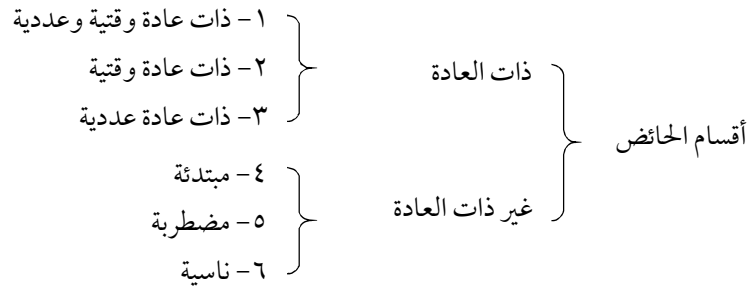 أقسام الحائض
ذات العادة
١- ذات عادة وقتية وعددية
٢- ذات عادة وقتية
٣- ذات عادة عددية
غير ذات العادة
٤- مبتدئة
٥- مضطربة
٦- ناسية